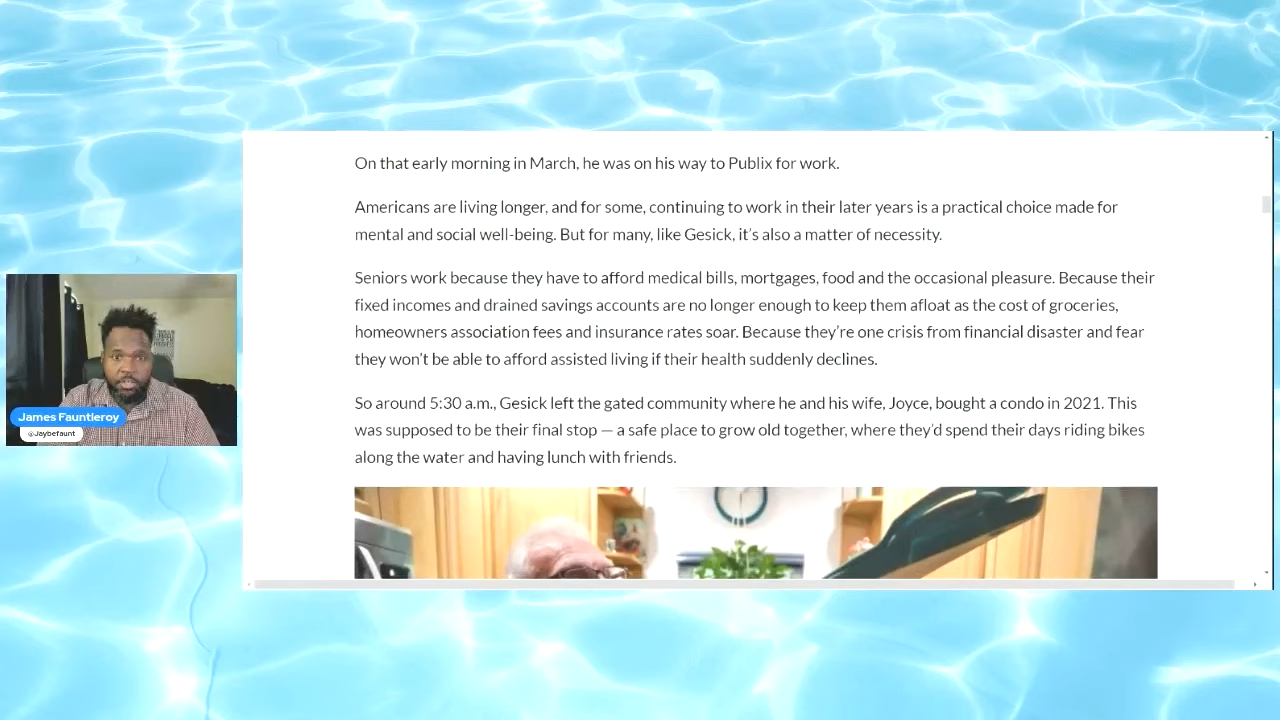 On that early morning in March, he was on his way to Publix for work.
Americans are living longer, and for some, continuing to work in their later years is a practical choice made for
mental and social well-being. But for many, like Gesick, it's also a matter of necessity.
Seniors work because they have to afford medical bills, mortgages, food and the occasional pleasure. Because their
fixed incomes and drained savings accounts are no longer enough to keep them afloat as the cost of groceries,
homeowners association fees and insurance rates soar. Because they're one crisis from financial disaster and fear
they won't be able to afford assisted living if their health suddenly declines.
So around 5:30 a.m., Gesick left the gated community where he and his wife, Joyce, bought a condo in 2021. This
was supposed to be their final stop — a safe place to grow old together, where they'd spend their days riding bikes
along the water and having lunch with friends.
James Fauntleroy
@Jaybefaunt